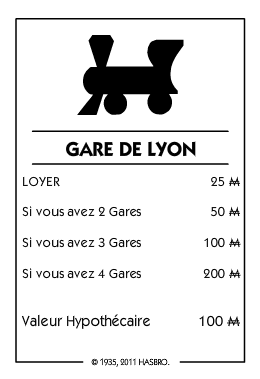 GARE DE LYON
LOYER 25 ₩
Si vous avez 2 Gares 50 ₩
Si vous avez 3 Gares 100 ₩
Si vous avez 4 Gares 200 ₩
Valeur Hypothécaire 100 ₩
© 1935, 2011 HASBRO.